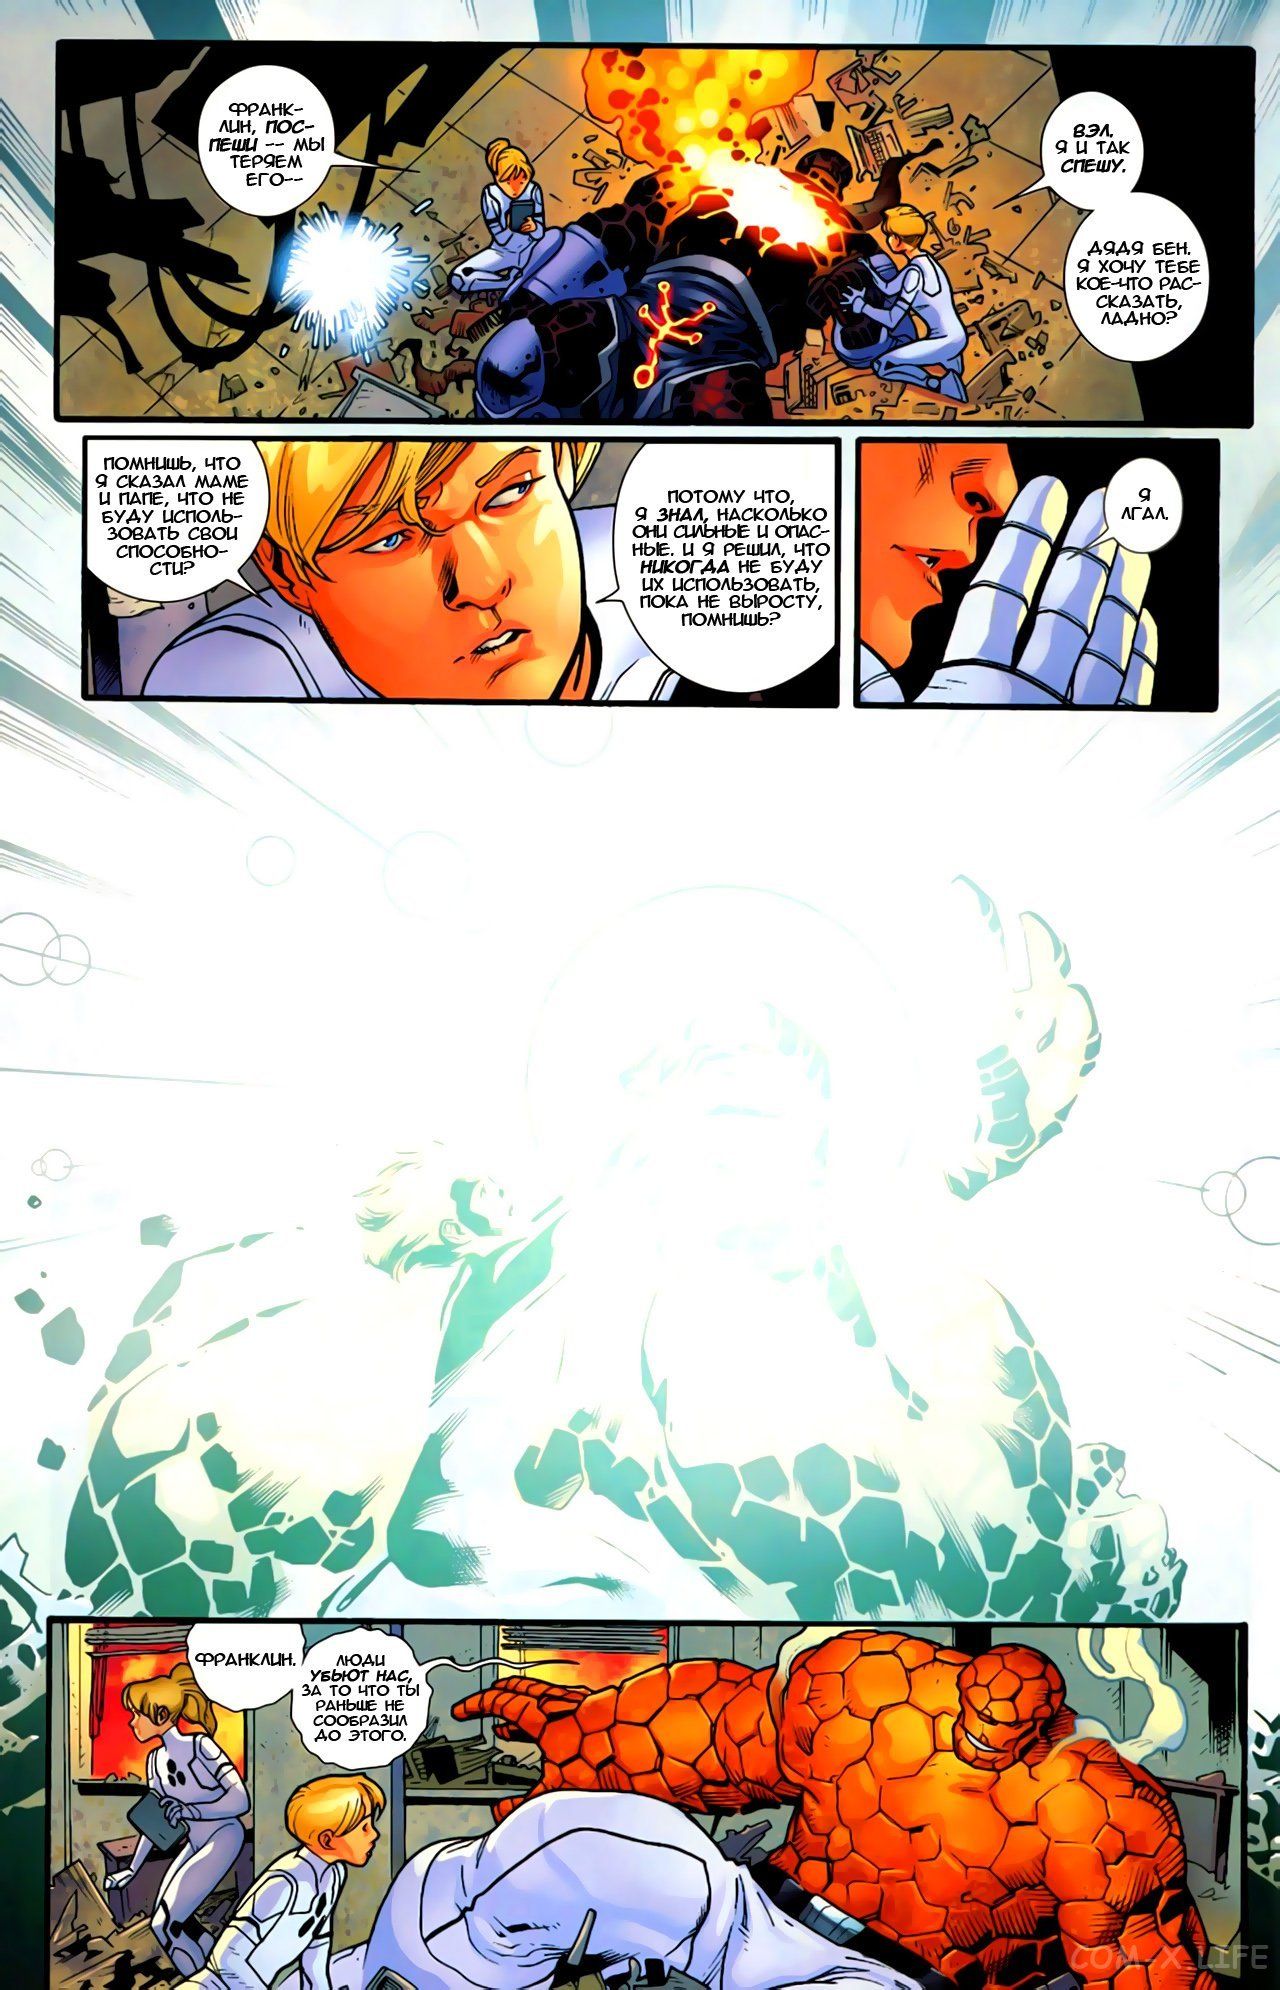 ФРАНК-
ЛИН, ПОС-
ПЕШИ -- МЫ
ТЕРЯЕМ
ЕГО--
ВЭЛ.
Я И ТАК
СПЕШУ.
ДЯДЯ БЕН.
Я ХОЧУ ТЕБЕ
КОЕ-ЧТО РАС-
СКАЗАТЬ,
ЛАДНО?
ПОМНИШЬ, ЧТО
Я СКАЗАЛ МАМЕ
И ПАПЕ, ЧТО НЕ
БУДУ ИСПОЛЬ-
ЗОВАТЬ СВОИ
СПОСОБНО-
СТИ?
ПОТОМУ ЧТО,
Я ЗНАЛ, НАСКОЛЬКО
ОНИ СИЛЬНЫЕ И ОПАС-
НЫЕ. И Я РЕШИЛ, ЧТО
НИКОГДА НЕ БУДУ
ИХ ИСПОЛЬЗОВАТЬ,
ПОКА НЕ ВЫРОСТУ,
ПОМНИШЬ?
Я
ЛГАЛ.
ФРАНКЛИН.
ЛЮДИ
УБЬЮТ НАС,
ЗА ТО ЧТО ТЫ
РАНЬШЕ НЕ
СООБРАЗИЛ
ДО ЭТОГО.
COM-X.LIFE